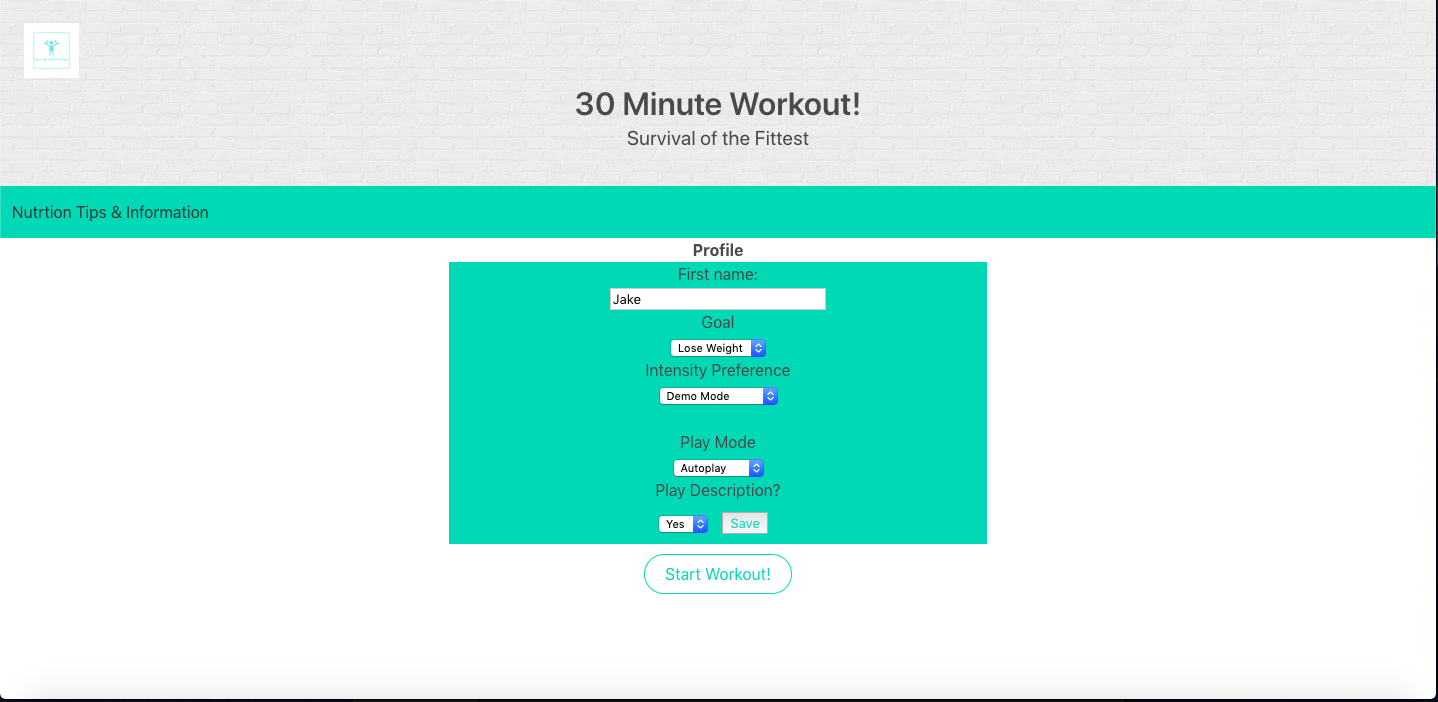 30 Minute Workout!
Survival of the Fittest
Nutrtion Tips & Information
Profile
First name:
Jake
Goal
Lose Weight
Intensity Preference
Demo Mode
Play Mode
Autoplay
Play Description?
Yes Save
Start Workout!